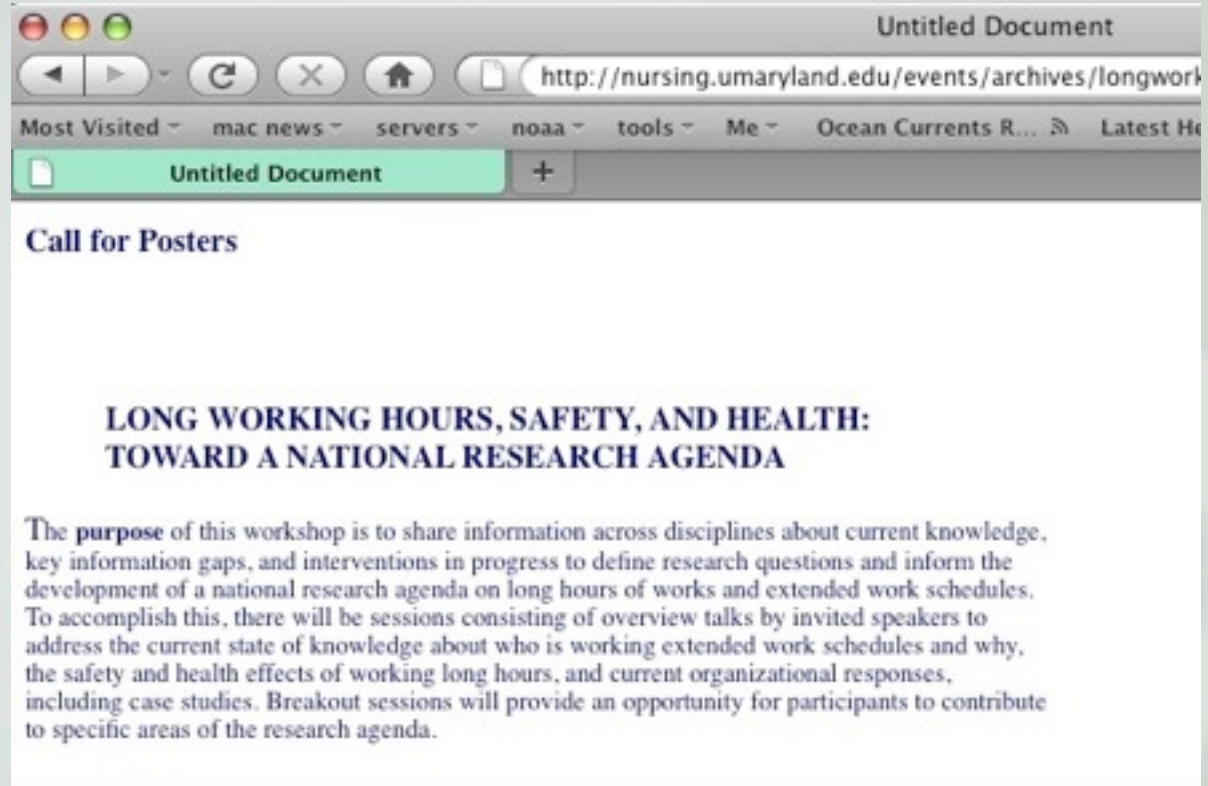 Untitled Document
http://nursing.umaryland.edu/events/archives/longwork
Most Visited mac news servers noaa tools Me Ocean Currents R... Latest He
Untitled Document +
Call for Posters
LONG WORKING HOURS, SAFETY, AND HEALTH:
TOWARD A NATIONAL RESEARCH AGENDA
The purpose of this workshop is to share information across disciplines about current knowledge,
key information gaps, and interventions in progress to define research questions and inform the
development of a national research agenda on long hours of works and extended work schedules.
To accomplish this, there will be sessions consisting of overview talks by invited speakers to
address the current state of knowledge about who is working extended work schedules and why,
the safety and health effects of working long hours, and current organizational responses,
including case studies. Breakout sessions will provide an opportunity for participants to contribute
to specific areas of the research agenda.